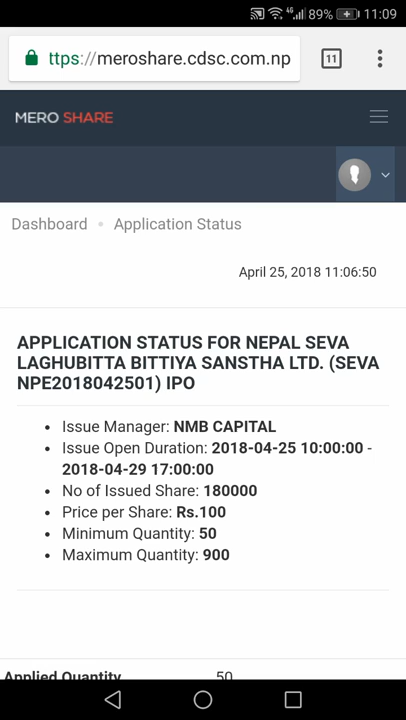 4G 89% 11:09
ttps://meroshare.cdsc.com.np 11
MERO SHARE
Dashboard • Application Status
April 25, 2018 11:06:50
APPLICATION STATUS FOR NEPAL SEVA
LAGHUBITTA BITTIYA SANSTHA LTD. (SEVA
NPE2018042501) IPO
• Issue Manager: NMB CAPITAL
• Issue Open Duration: 2018-04-25 10:00:00 -
2018-04-29 17:00:00
• No of Issued Share: 180000
• Price per Share: Rs.100
• Minimum Quantity: 50
• Maximum Quantity: 900
Applied Quantity 50